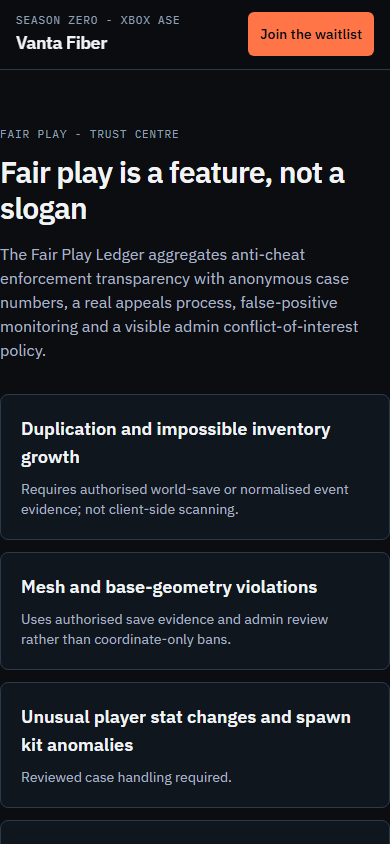 SEASON ZERO - XBOX ASE
Vanta Fiber
Join the waitlist
FAIR PLAY - TRUST CENTRE
Fair play is a feature, not a
slogan
The Fair Play Ledger aggregates anti-cheat
enforcement transparency with anonymous case
numbers, a real appeals process, false-positive
monitoring and a visible admin conflict-of-interest
policy.
Duplication and impossible inventory
growth
Requires authorised world-save or normalised event
evidence; not client-side scanning.
Mesh and base-geometry violations
Uses authorised save evidence and admin review
rather than coordinate-only bans.
Unusual player stat changes and spawn
kit anomalies
Reviewed case handling required.